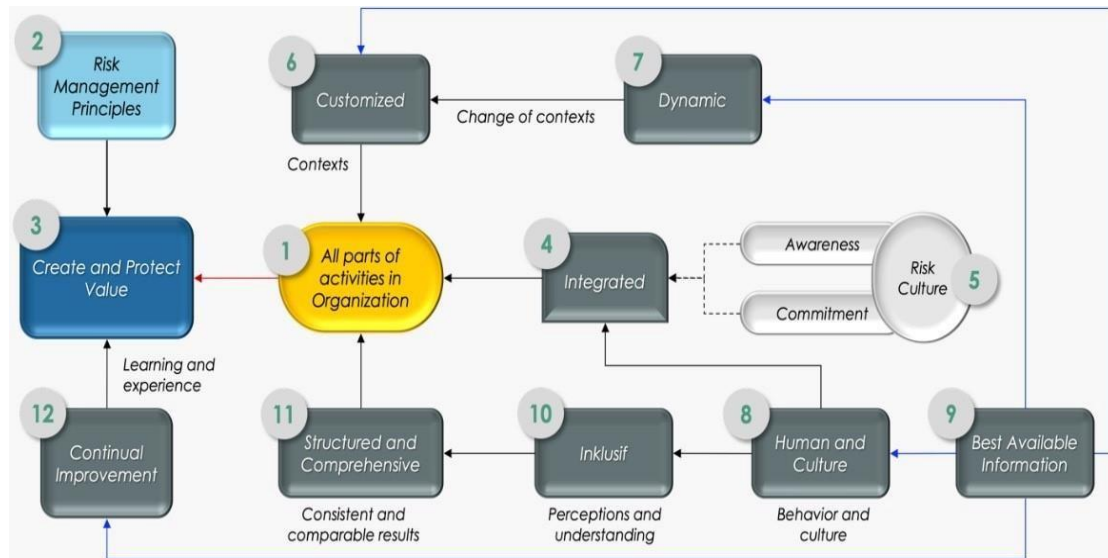 2
Risk
Management
Principles
6
Customized
7
Dynamic
Change of contexts
Contexts
3
Create and Protect
Value
1
All parts of
activities in
Organization
4
Integrated
Awareness
Commitment
Risk
Culture
5
Learning and
experience
12
Continual
Improvement
11
Structured and
Comprehensive
10
Inklusif
8
Human and
Culture
9
Best Available
Information
Consistent and
comparable results
Perceptions and
understanding
Behavior and
culture